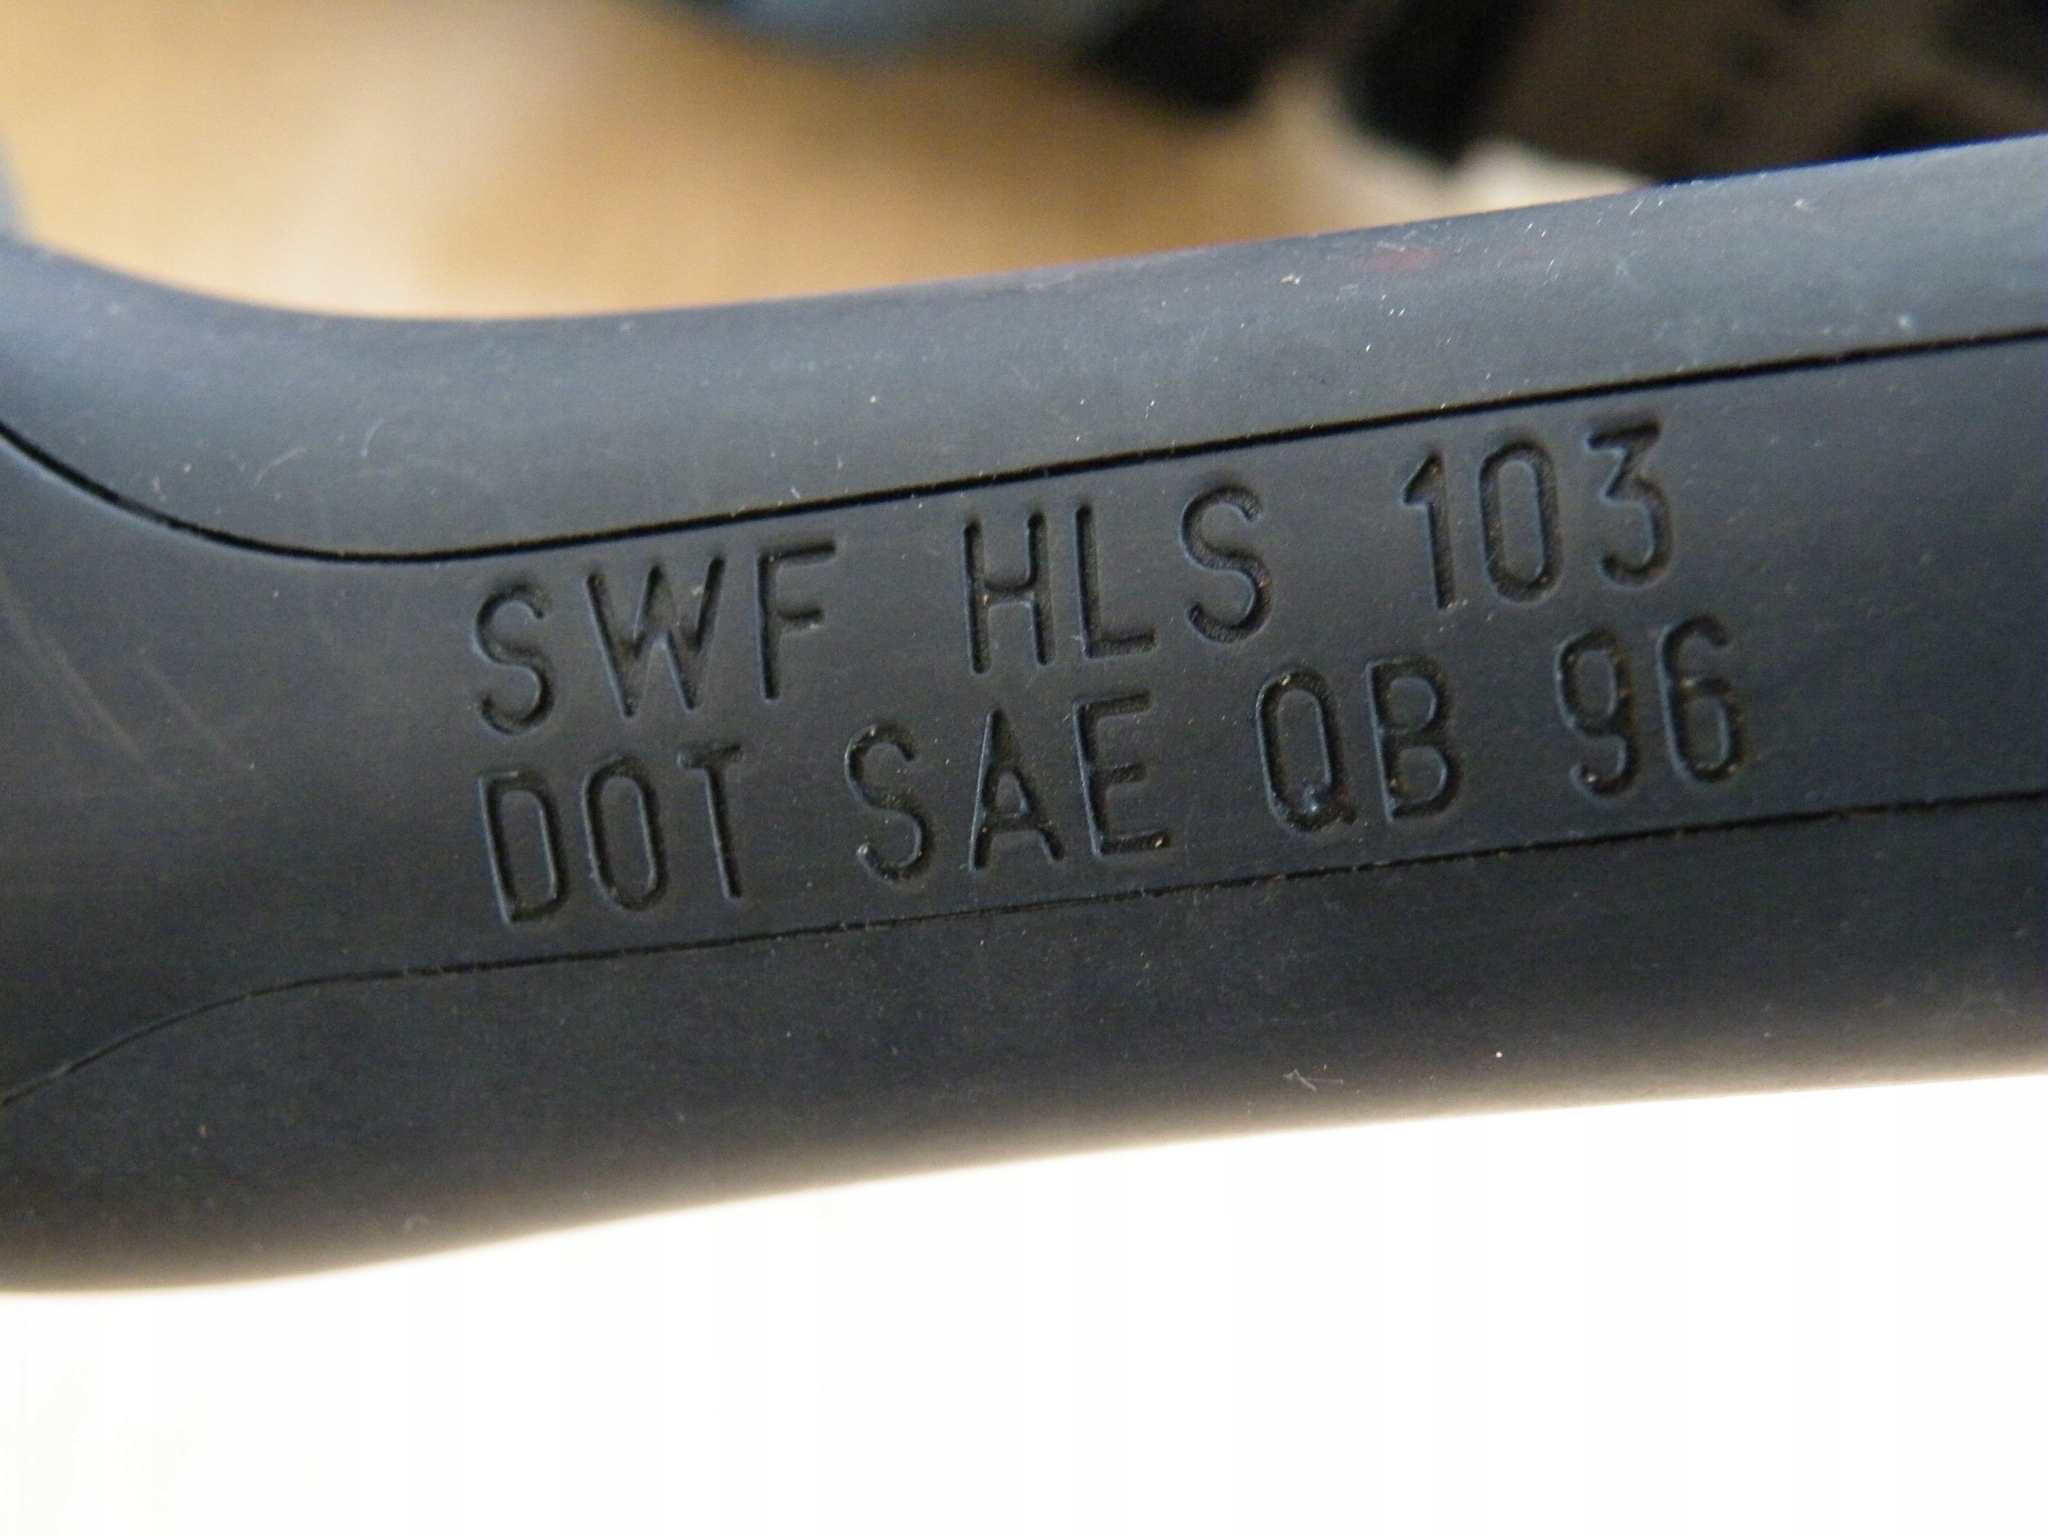 SWF HLS 103
DOT SAE QB 96